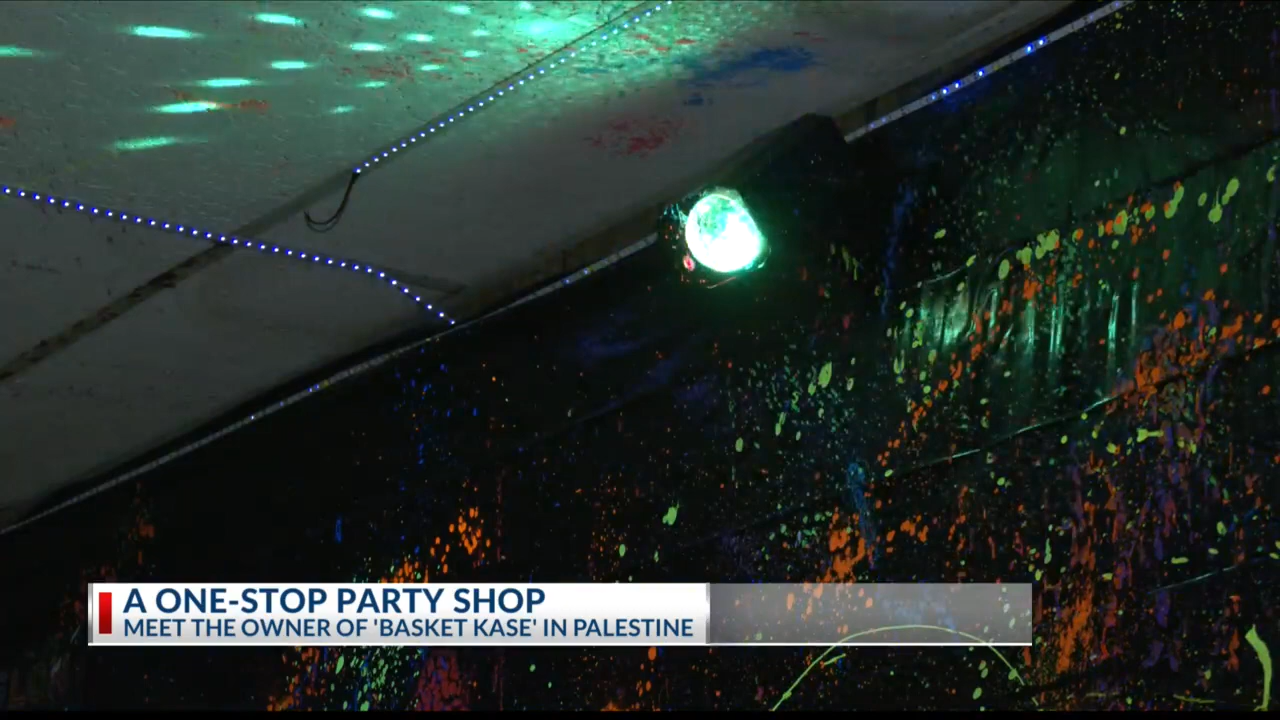 A ONE-STOP PARTY SHOP
MEET THE OWNER OF 'BASKET KASE' IN PALESTINE